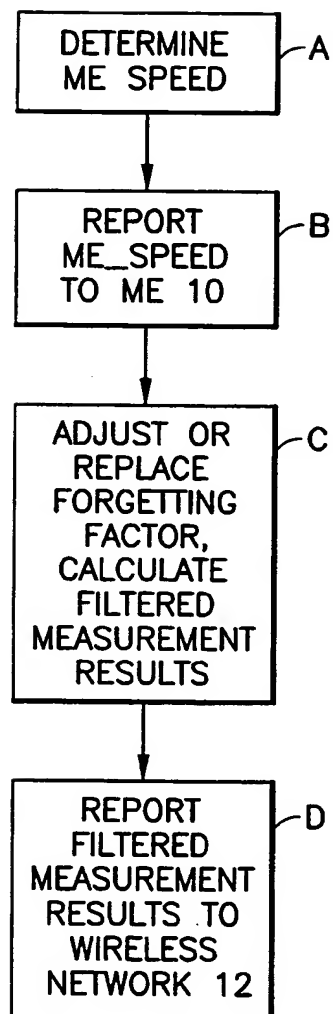 DETERMINE
ME SPEED
A
REPORT
ME_SPEED
TO ME 10
B
ADJUST OR
REPLACE
FORGETTING
FACTOR,
CALCULATE
FILTERED
MEASUREMENT
RESULTS
C
REPORT
FILTERED
MEASUREMENT
RESULTS TO
WIRELESS
NETWORK 12
D